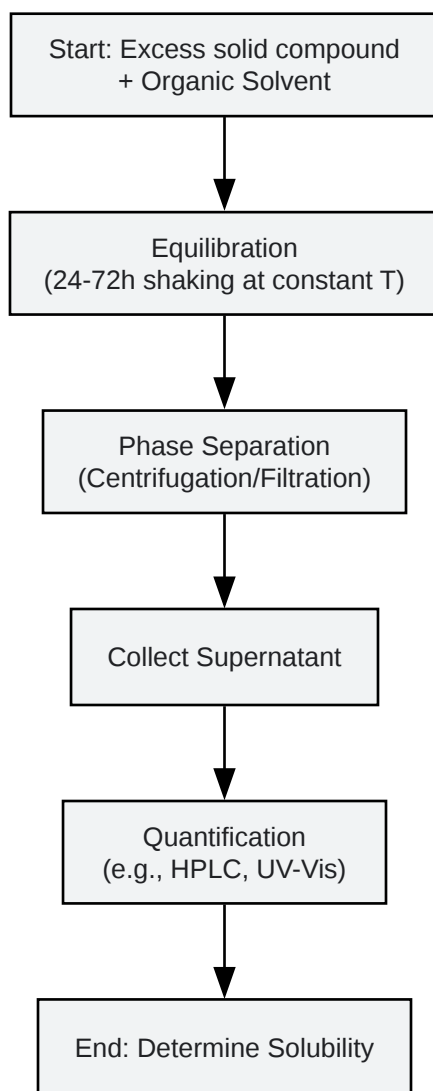 Start: Excess solid compound
+ Organic Solvent
Equilibration
(24-72h shaking at constant T)
Phase Separation
(Centrifugation/Filtration)
Collect Supernatant
Quantification
(e.g., HPLC, UV-Vis)
End: Determine Solubility